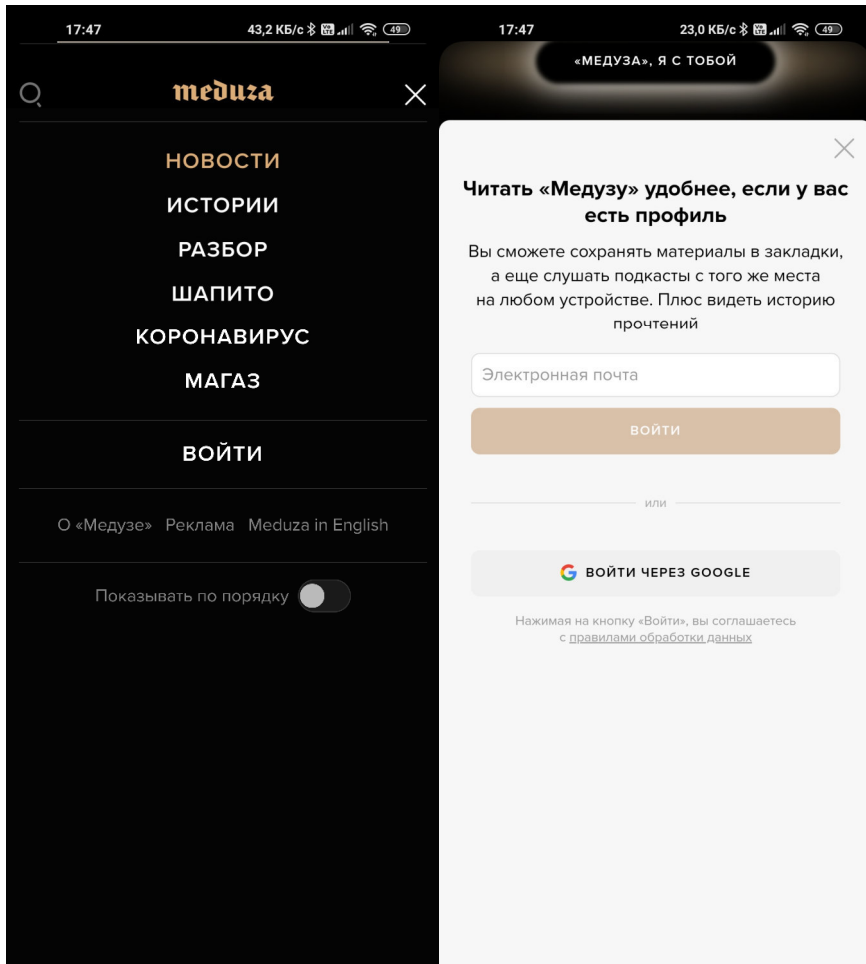 17:47
43,2 КБ/с
49
meduza
НОВОСТИ
ИСТОРИИ
РАЗБОР
ШАПИТО
КОРОНАВИРУС
МАГАЗ
ВОЙТИ
О «Медузе» Реклама Meduza in English
Показывать по порядку
17:47
23,0 КБ/с
49
«МЕДУЗА», Я С ТОБОЙ
Читать «Медузу» удобнее, если у вас
есть профиль
Вы сможете сохранять материалы в закладки,
а еще слушать подкасты с того же места
на любом устройстве. Плюс видеть историю
прочтений
Электронная почта
ВОЙТИ
или
ВОЙТИ ЧЕРЕЗ GOOGLE
Нажимая на кнопку «Войти», вы соглашаетесь
с правилами обработки данных